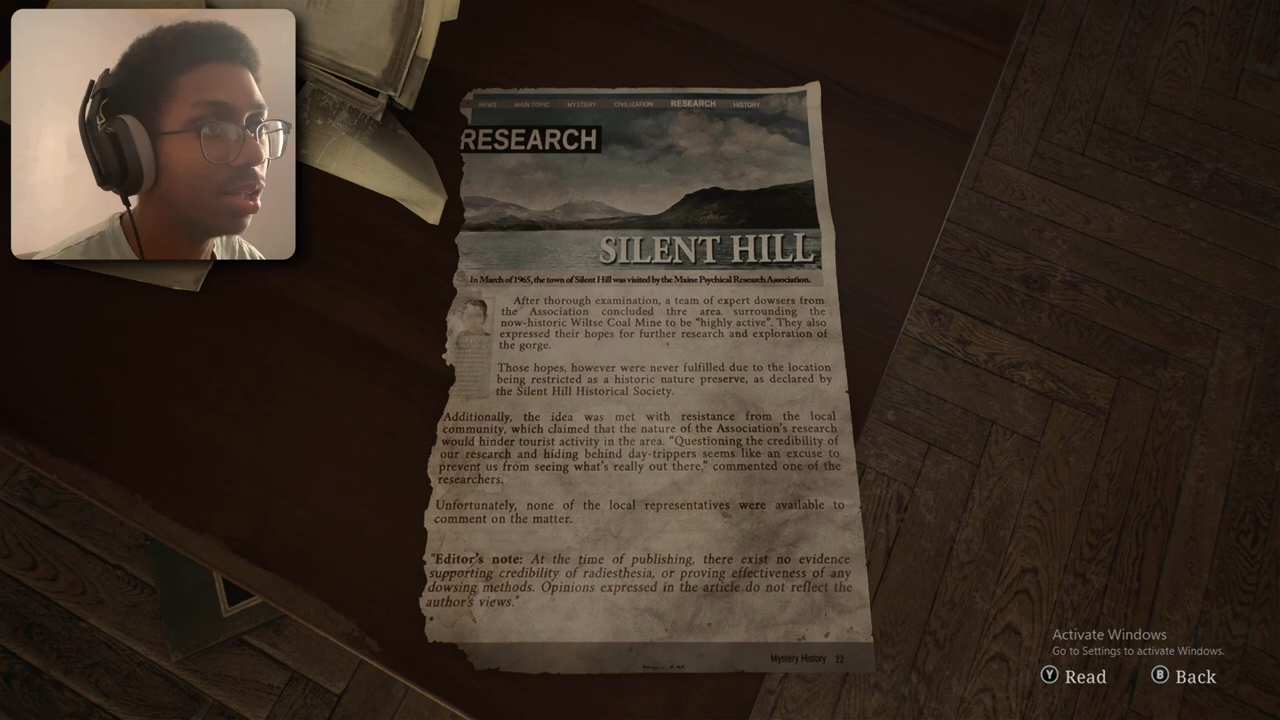 NEWS MAIN TOPIC MYSTERY CIVILIZATION RESEARCH HISTORY
RESEARCH
SILENT HILL
In March of 1965, the town of Silent Hill was visited by the Maine Psychical Research Association.
After thorough examination, a team of expert dowsers from
the Association concluded thre area surrounding the
now-historic Wiltse Coal Mine to be "highly active". They also
expressed their hopes for further research and exploration of
the gorge.
Those hopes, however were never fulfilled due to the location
being restricted as a historic nature preserve, as declared by
the Silent Hill Historical Society.
Additionally, the idea was met with resistance from the local
community, which claimed that the nature of the Association's research
would hinder tourist activity in the area. "Questioning the credibility of
our research and hiding behind day-trippers seems like an excuse to
prevent us from seeing what's really out there," commented one of the
researchers.
Unfortunately, none of the local representatives were available to
comment on the matter.
"Editor's note: At the time of publishing, there exist no evidence
supporting credibility of radiesthesia, or proving effectiveness of any
dowsing methods. Opinions expressed in the article do not reflect the
author's views."
Mystery History 22
Activate Windows
Go to Settings to activate Windows.
Y Read B Back